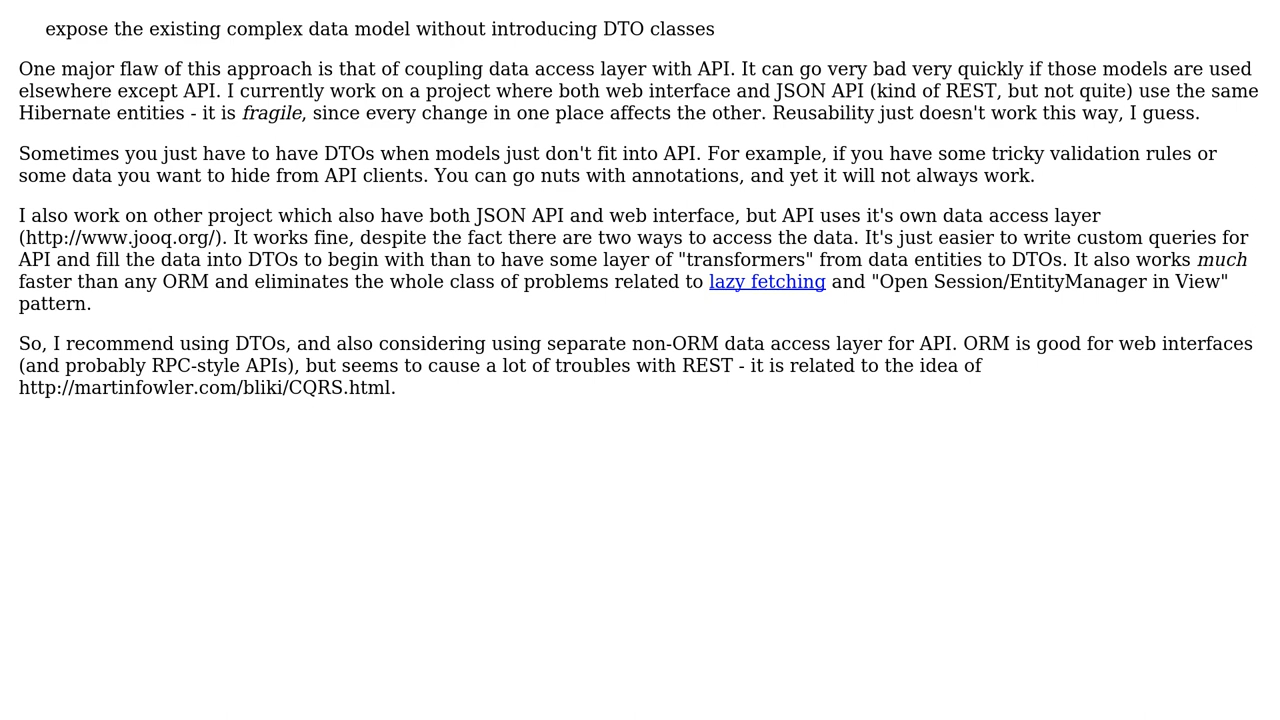 expose the existing complex data model without introducing DTO classes
One major flaw of this approach is that of coupling data access layer with API. It can go very bad very quickly if those models are used
elsewhere except API. I currently work on a project where both web interface and JSON API (kind of REST, but not quite) use the same
Hibernate entities - it is fragile, since every change in one place affects the other. Reusability just doesn't work this way, I guess.
Sometimes you just have to have DTOs when models just don't fit into API. For example, if you have some tricky validation rules or
some data you want to hide from API clients. You can go nuts with annotations, and yet it will not always work.
I also work on other project which also have both JSON API and web interface, but API uses it's own data access layer
(http://www.jooq.org/). It works fine, despite the fact there are two ways to access the data. It's just easier to write custom queries for
API and fill the data into DTOs to begin with than to have some layer of "transformers" from data entities to DTOs. It also works much
faster than any ORM and eliminates the whole class of problems related to lazy fetching and "Open Session/EntityManager in View"
pattern.
So, I recommend using DTOs, and also considering using separate non-ORM data access layer for API. ORM is good for web interfaces
(and probably RPC-style APIs), but seems to cause a lot of troubles with REST - it is related to the idea of
http://martinfowler.com/bliki/CQRS.html.